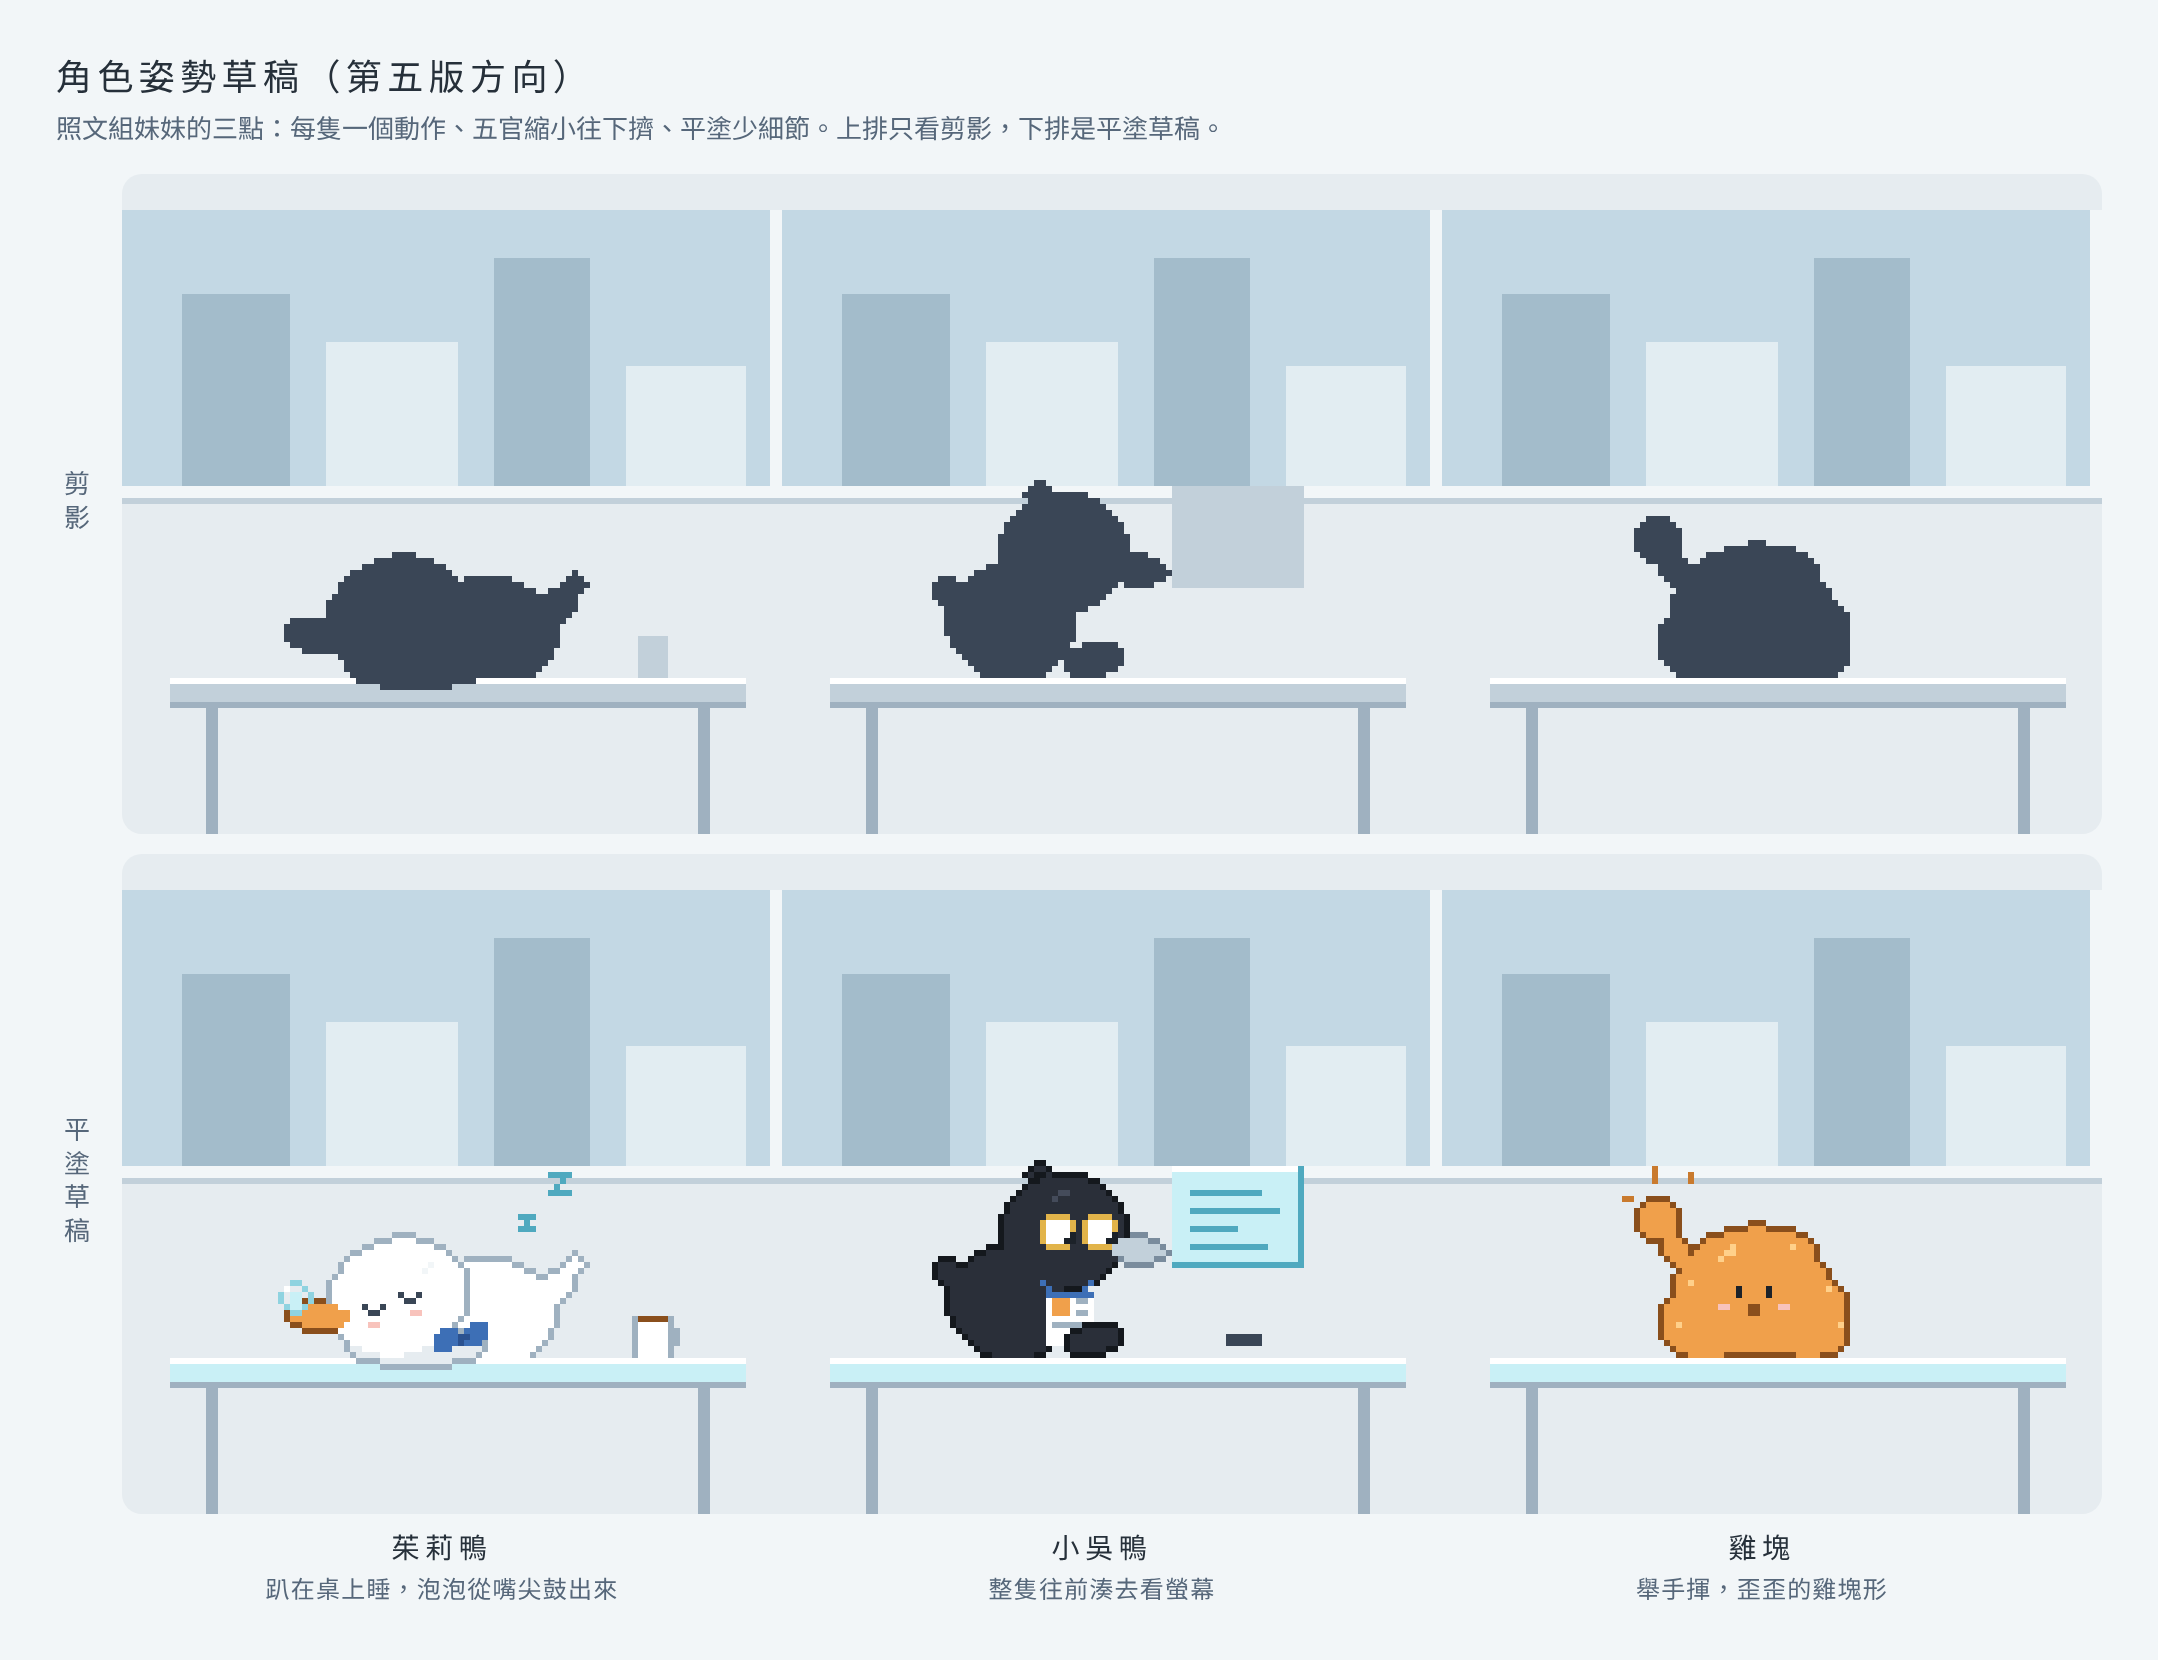 角色姿勢草稿（第五版方向）
照文組妹妹的三點：每隻一個動作、五官縮小往下擠、平塗少細節。上排只看剪影，下排是平塗草稿。
剪影
平塗草稿
z
z
茱莉鴨
小吳鴨
雞塊
趴在桌上睡，泡泡從嘴尖鼓出來
整隻往前湊去看螢幕
舉手揮，歪歪的雞塊形